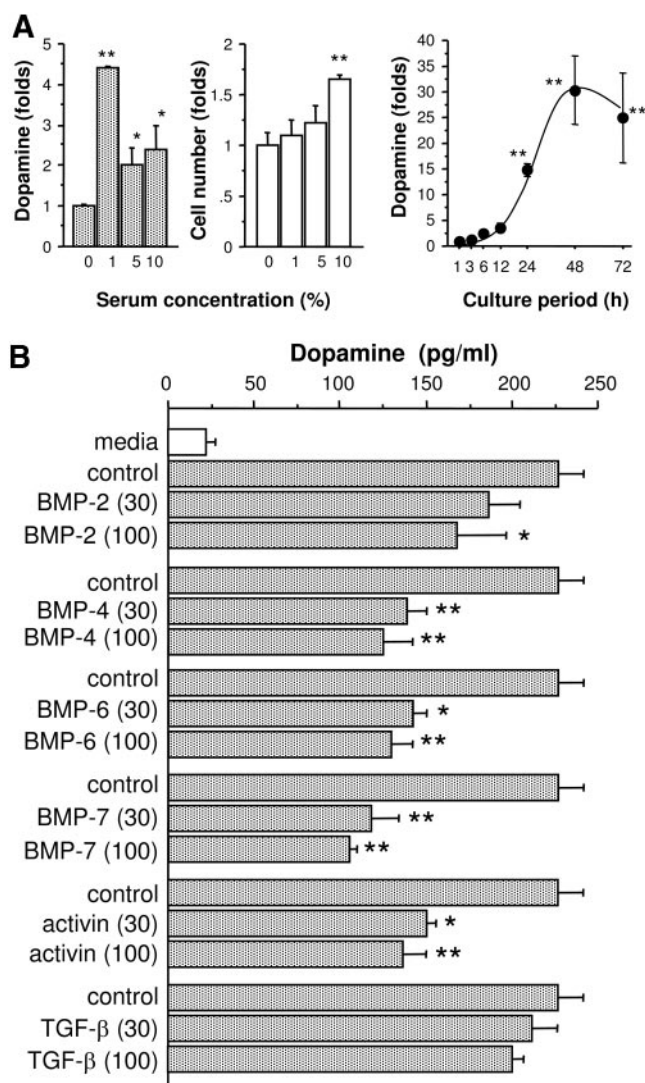 A
Dopamine (folds)
5
4
3
2
1
0
**
*
*
0 1 5 10
Cell number (folds)
2
1.5
1
.5
0
**
0 1 5 10
Serum concentration (%)
Dopamine (folds)
40
35
30
25
20
15
10
5
0
**
**
**
1 3 6 12 24 48 72
Culture period (h)
B
Dopamine (pg/ml)
0 50 100 150 200 250
media
control
BMP-2 (30)
BMP-2 (100) *
control
BMP-4 (30) **
BMP-4 (100) **
control
BMP-6 (30) *
BMP-6 (100) **
control
BMP-7 (30) **
BMP-7 (100) **
control
activin (30) *
activin (100) **
control
TGF-β (30)
TGF-β (100)